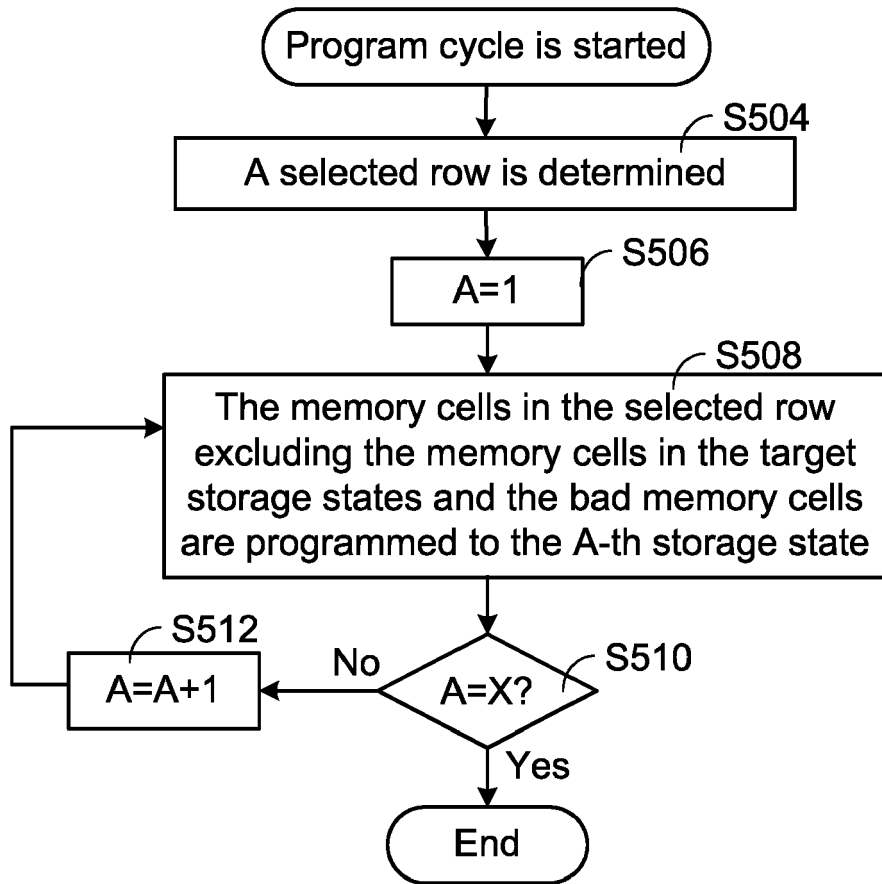 Program cycle is started
S504
A selected row is determined
S506
A=1
S508
The memory cells in the selected row
excluding the memory cells in the target
storage states and the bad memory cells
are programmed to the A-th storage state
S512
A=A+1
No
A=X?
S510
Yes
End